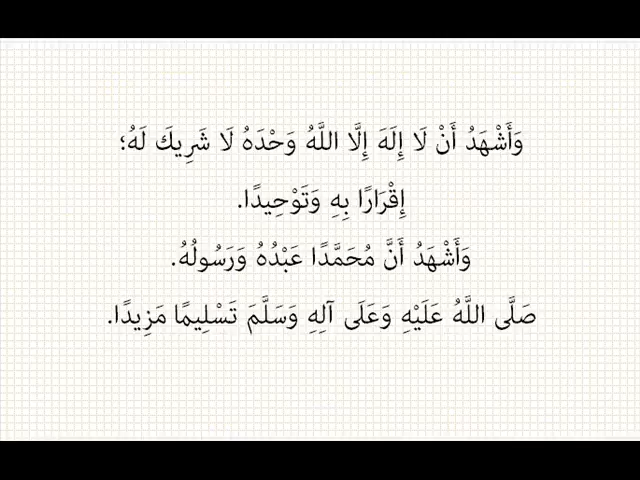 وَأَشْهَدُ أَنْ لَا إِلَهَ إِلَّا اللَّهُ وَحْدَهُ لَا شَرِيكَ لَهُ؛
إِقْرَارًا بِهِ وَتَوْحِيدًا.
وَأَشْهَدُ أَنَّ مُحَمَّدًا عَبْدُهُ وَرَسُولُهُ.
صَلَّى اللَّهُ عَلَيْهِ وَعَلَى آلِهِ وَسَلَّمَ تَسْلِيمًا مَزِيدًا.